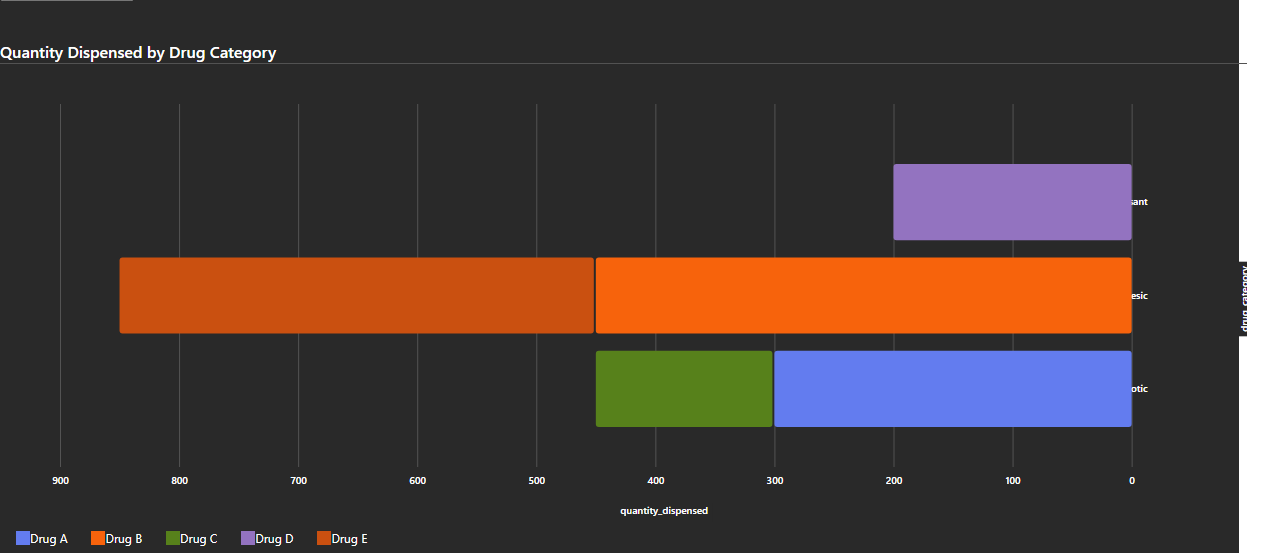 Quantity Dispensed by Drug Category
sant
esic
otic
drug_category
900 800 700 600 500 400 300 200 100 0
quantity_dispensed
Drug A Drug B Drug C Drug D Drug E